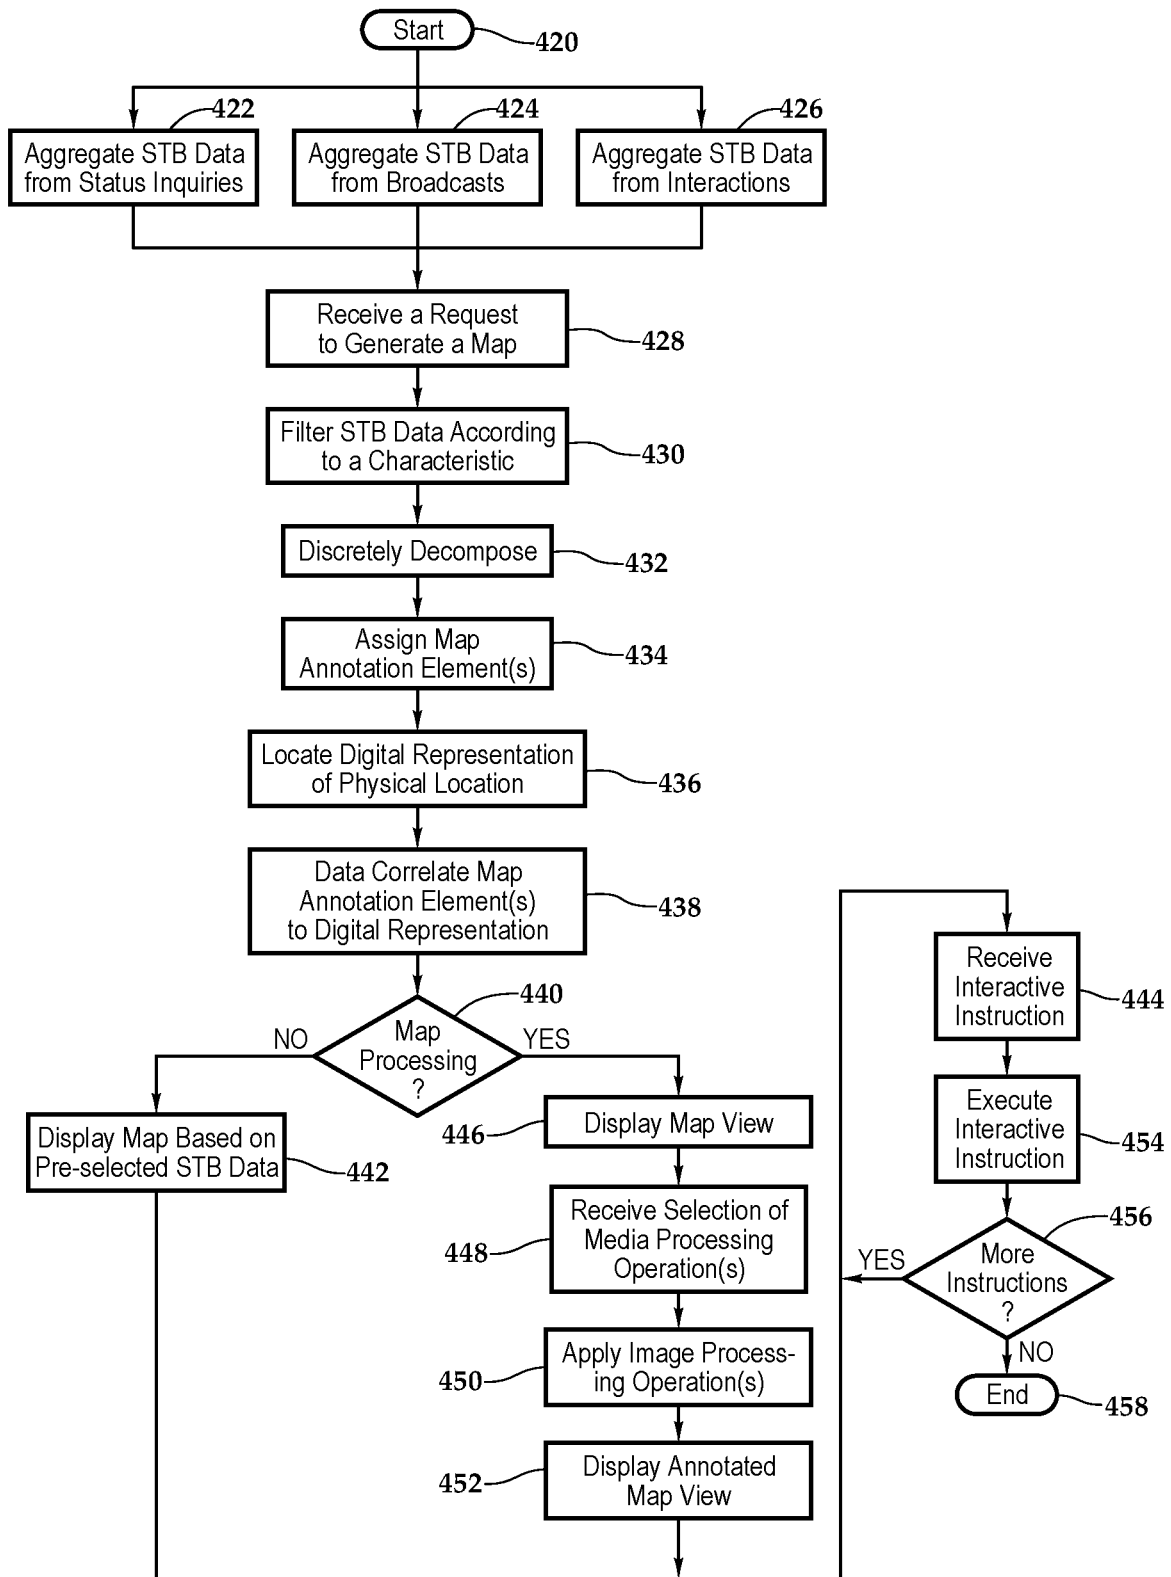 Start
420
422
424
426
Aggregate STB Data
from Status Inquiries
Aggregate STB Data
from Broadcasts
Aggregate STB Data
from Interactions
Receive a Request
to Generate a Map
428
Filter STB Data According
to a Characteristic
430
Discretely Decompose
432
Assign Map
Annotation Element(s)
434
Locate Digital Representation
of Physical Location
436
Data Correlate Map
Annotation Element(s)
to Digital Representation
438
440
Map
Processing
?
NO
YES
Display Map Based on
Pre-selected STB Data
442
446
Display Map View
448
Receive Selection of
Media Processing
Operation(s)
450
Apply Image Process-
ing Operation(s)
452
Display Annotated
Map View
Receive
Interactive
Instruction
444
Execute
Interactive
Instruction
454
456
More
Instructions
?
YES
NO
End
458